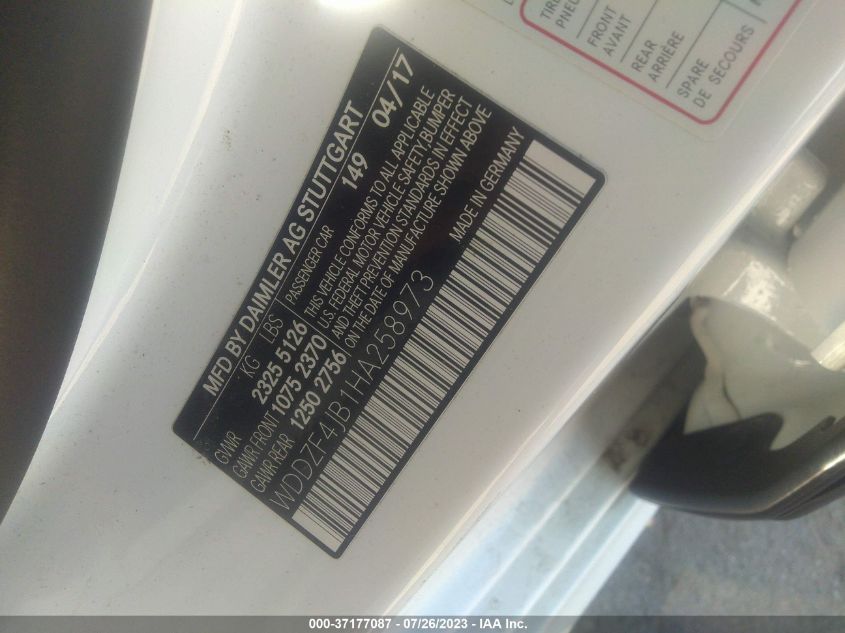 TIR
PNEU
FRONT
AVANT
REAR
ARRIÈRE
SPARE
DE SECOURS
MFD BY DAIMLER AG STUTTGART
149 04/17
KG LBS PASSENGER CAR
GVWR 2325 5126
GAWR FRONT 1075 2370
GAWR REAR 1250 2756
THIS VEHICLE CONFORMS TO ALL APPLICABLE
U.S. FEDERAL MOTOR VEHICLE SAFETY, BUMPER
AND THEFT PREVENTION STANDARDS IN EFFECT
ON THE DATE OF MANUFACTURE SHOWN ABOVE
WDDZF4JB1HA258973
MADE IN GERMANY
000-37177087 - 07/26/2023 - IAA Inc.